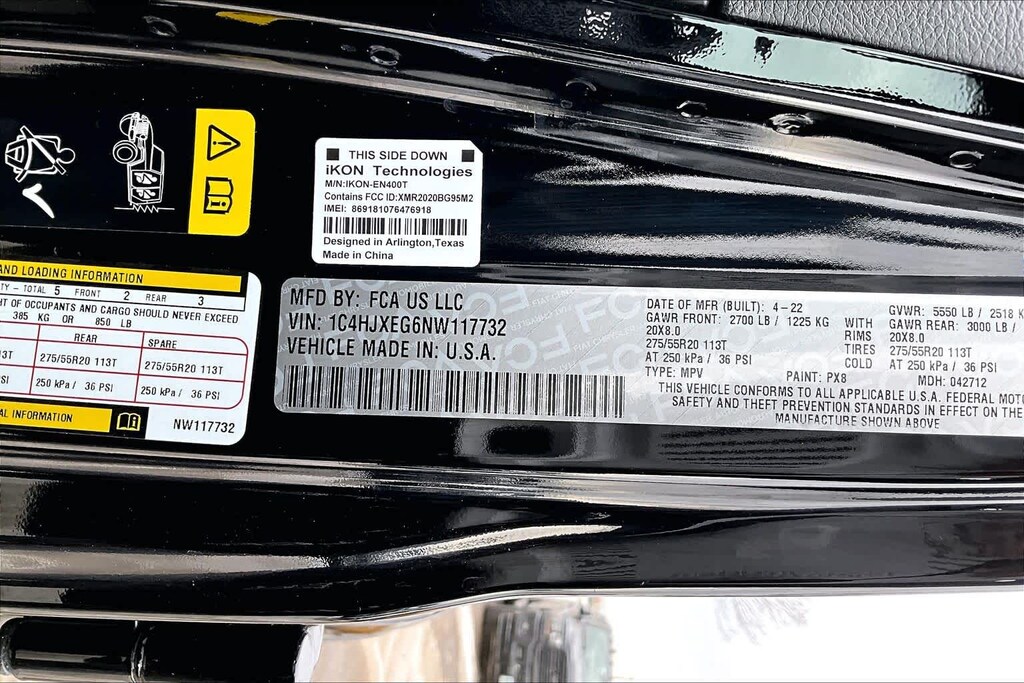 THIS SIDE DOWN
iKON Technologies
M/N:IKON-EN400T
Contains FCC ID:XMR2020BG95M2
IMEI: 869181076476918
Designed in Arlington,Texas
Made in China
AND LOADING INFORMATION
TY - TOTAL 5 FRONT 2 REAR 3
HT OF OCCUPANTS AND CARGO SHOULD NEVER EXCEED
385 KG OR 850 LB
REAR SPARE
13T 275/55R20 113T 275/55R20 113T
SI 250 kPa / 36 PSI 250 kPa / 36 PSI
AL INFORMATION
NW117732
MFD BY: FCA US LLC
VIN: 1C4HJXEG6NW117732
VEHICLE MADE IN: U.S.A.
DATE OF MFR (BUILT): 4-22 GVWR: 5550 LB / 2518 K
GAWR FRONT: 2700 LB / 1225 KG WITH GAWR REAR: 3000 LB /
20X8.0 RIMS 20X8.0
275/55R20 113T TIRES 275/55R20 113T
AT 250 kPa / 36 PSI COLD AT 250 kPa / 36 PSI
TYPE: MPV PAINT: PX8 MDH: 042712
THIS VEHICLE CONFORMS TO ALL APPLICABLE U.S.A. FEDERAL MOTO
SAFETY AND THEFT PREVENTION STANDARDS IN EFFECT ON THE
MANUFACTURE SHOWN ABOVE